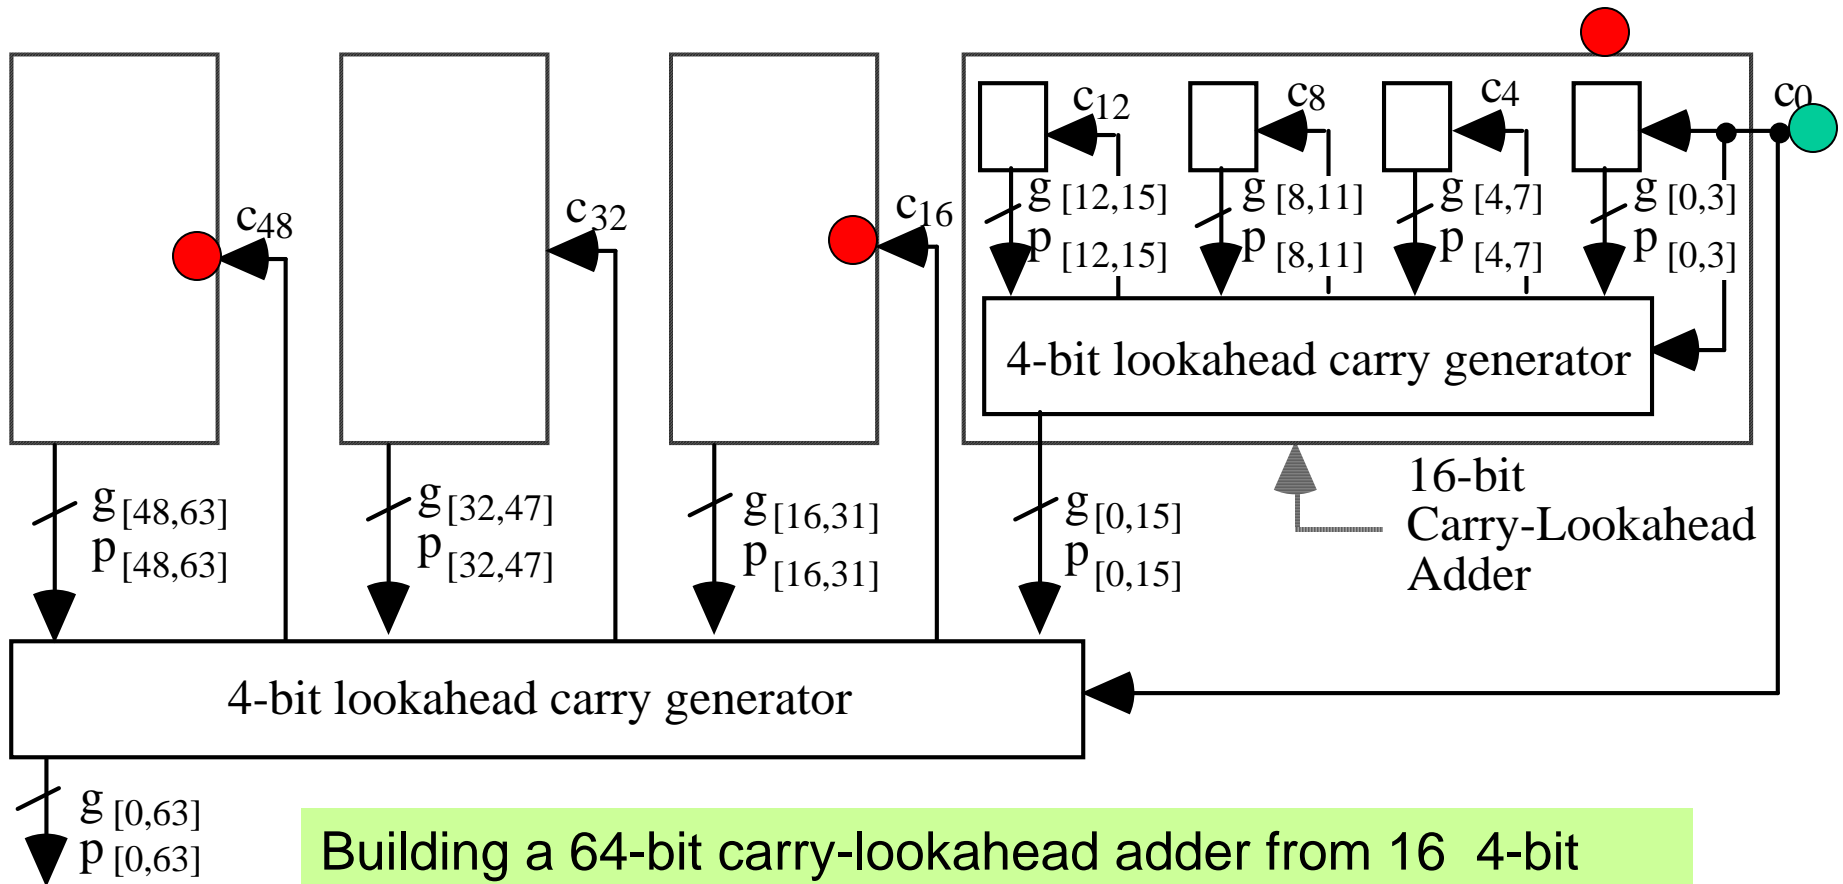 c12
c8
c4
c0
g [12,15]
p [12,15]
g [8,11]
p [8,11]
g [4,7]
p [4,7]
g [0,3]
p [0,3]
c48
c32
c16
4-bit lookahead carry generator
g [48,63]
p [48,63]
g [32,47]
p [32,47]
g [16,31]
p [16,31]
g [0,15]
p [0,15]
16-bit
Carry-Lookahead
Adder
4-bit lookahead carry generator
g [0,63]
p [0,63]
Building a 64-bit carry-lookahead adder from 16 4-bit